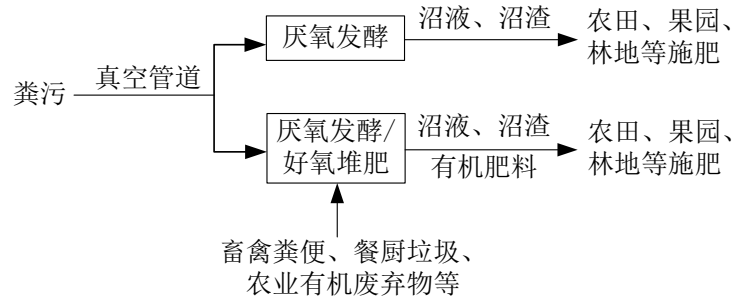 厌氧发酵
沼液、沼渣
农田、果园、
林地等施肥
粪污
真空管道
厌氧发酵/
好氧堆肥
沼液、沼渣
有机肥料
农田、果园、
林地等施肥
畜禽粪便、餐厨垃圾、
农业有机废弃物等